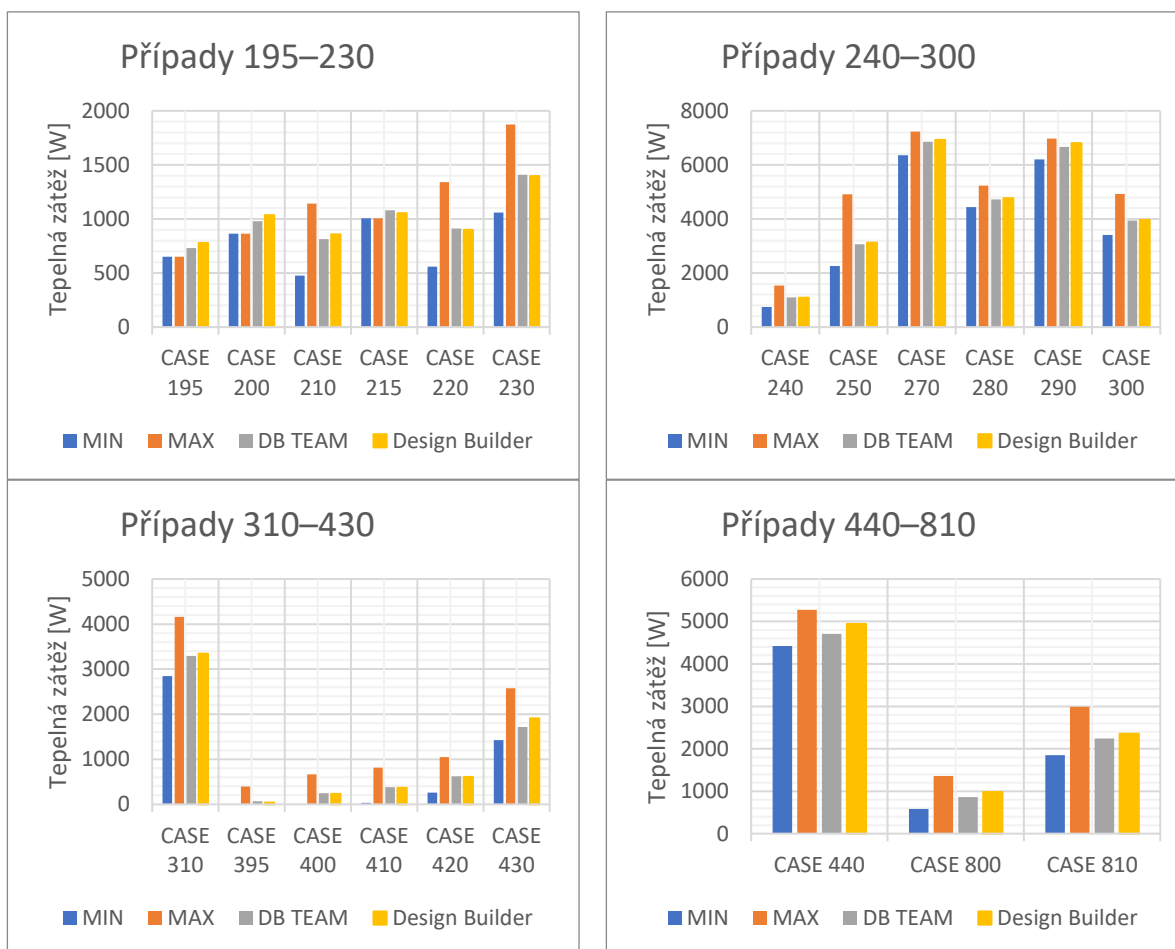 Případy 195–230
Tepelná zátěž [W]
2000
1500
1000
500
0
CASE 195
CASE 200
CASE 210
CASE 215
CASE 220
CASE 230
MIN MAX DB TEAM Design Builder
Případy 240–300
Tepelná zátěž [W]
8000
6000
4000
2000
0
CASE 240
CASE 250
CASE 270
CASE 280
CASE 290
CASE 300
MIN MAX DB TEAM Design Builder
Případy 310–430
Tepelná zátěž [W]
5000
4000
3000
2000
1000
0
CASE 310
CASE 395
CASE 400
CASE 410
CASE 420
CASE 430
MIN MAX DB TEAM Design Builder
Případy 440–810
Tepelná zátěž [W]
6000
5000
4000
3000
2000
1000
0
CASE 440
CASE 800
CASE 810
MIN MAX DB TEAM Design Builder